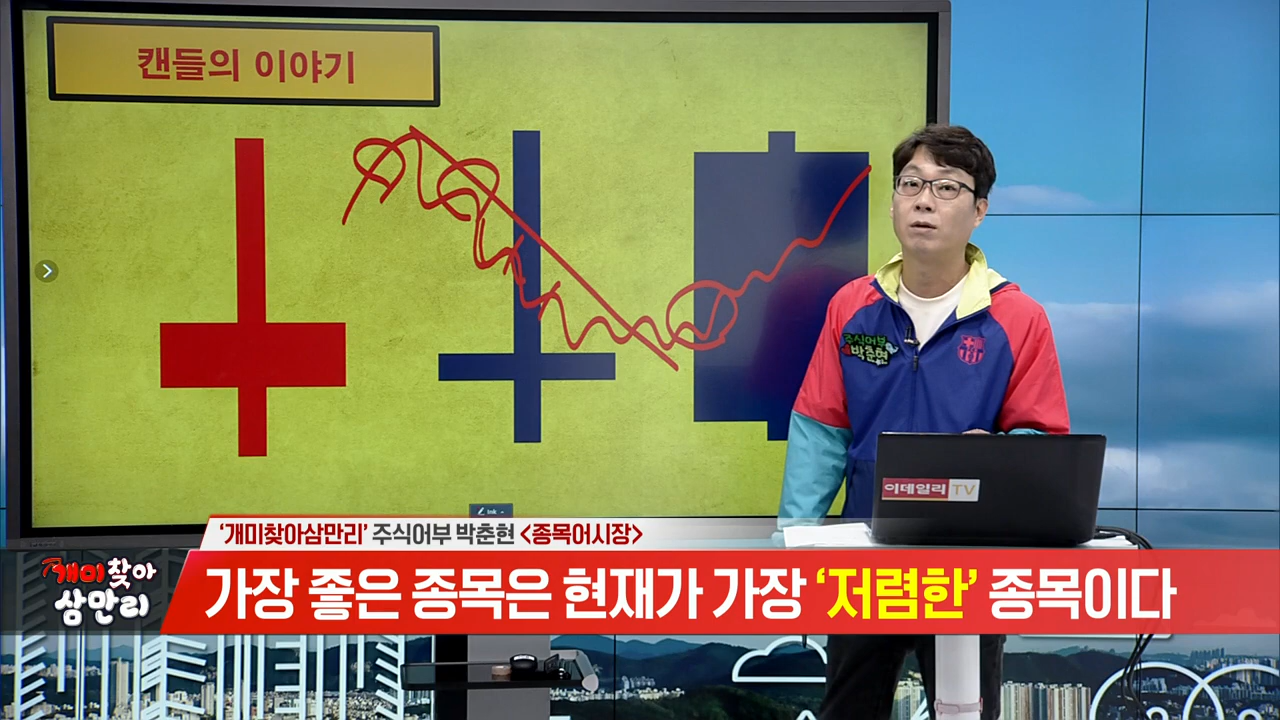 캔들의 이야기
주식어부
박춘현
이데일리TV
Ink
‘개미찾아삼만리’ 주식어부 박춘현 <종목어시장>
개미찾아
삼만리
가장 좋은 종목은 현재가 가장 ‘저렴한’ 종목이다